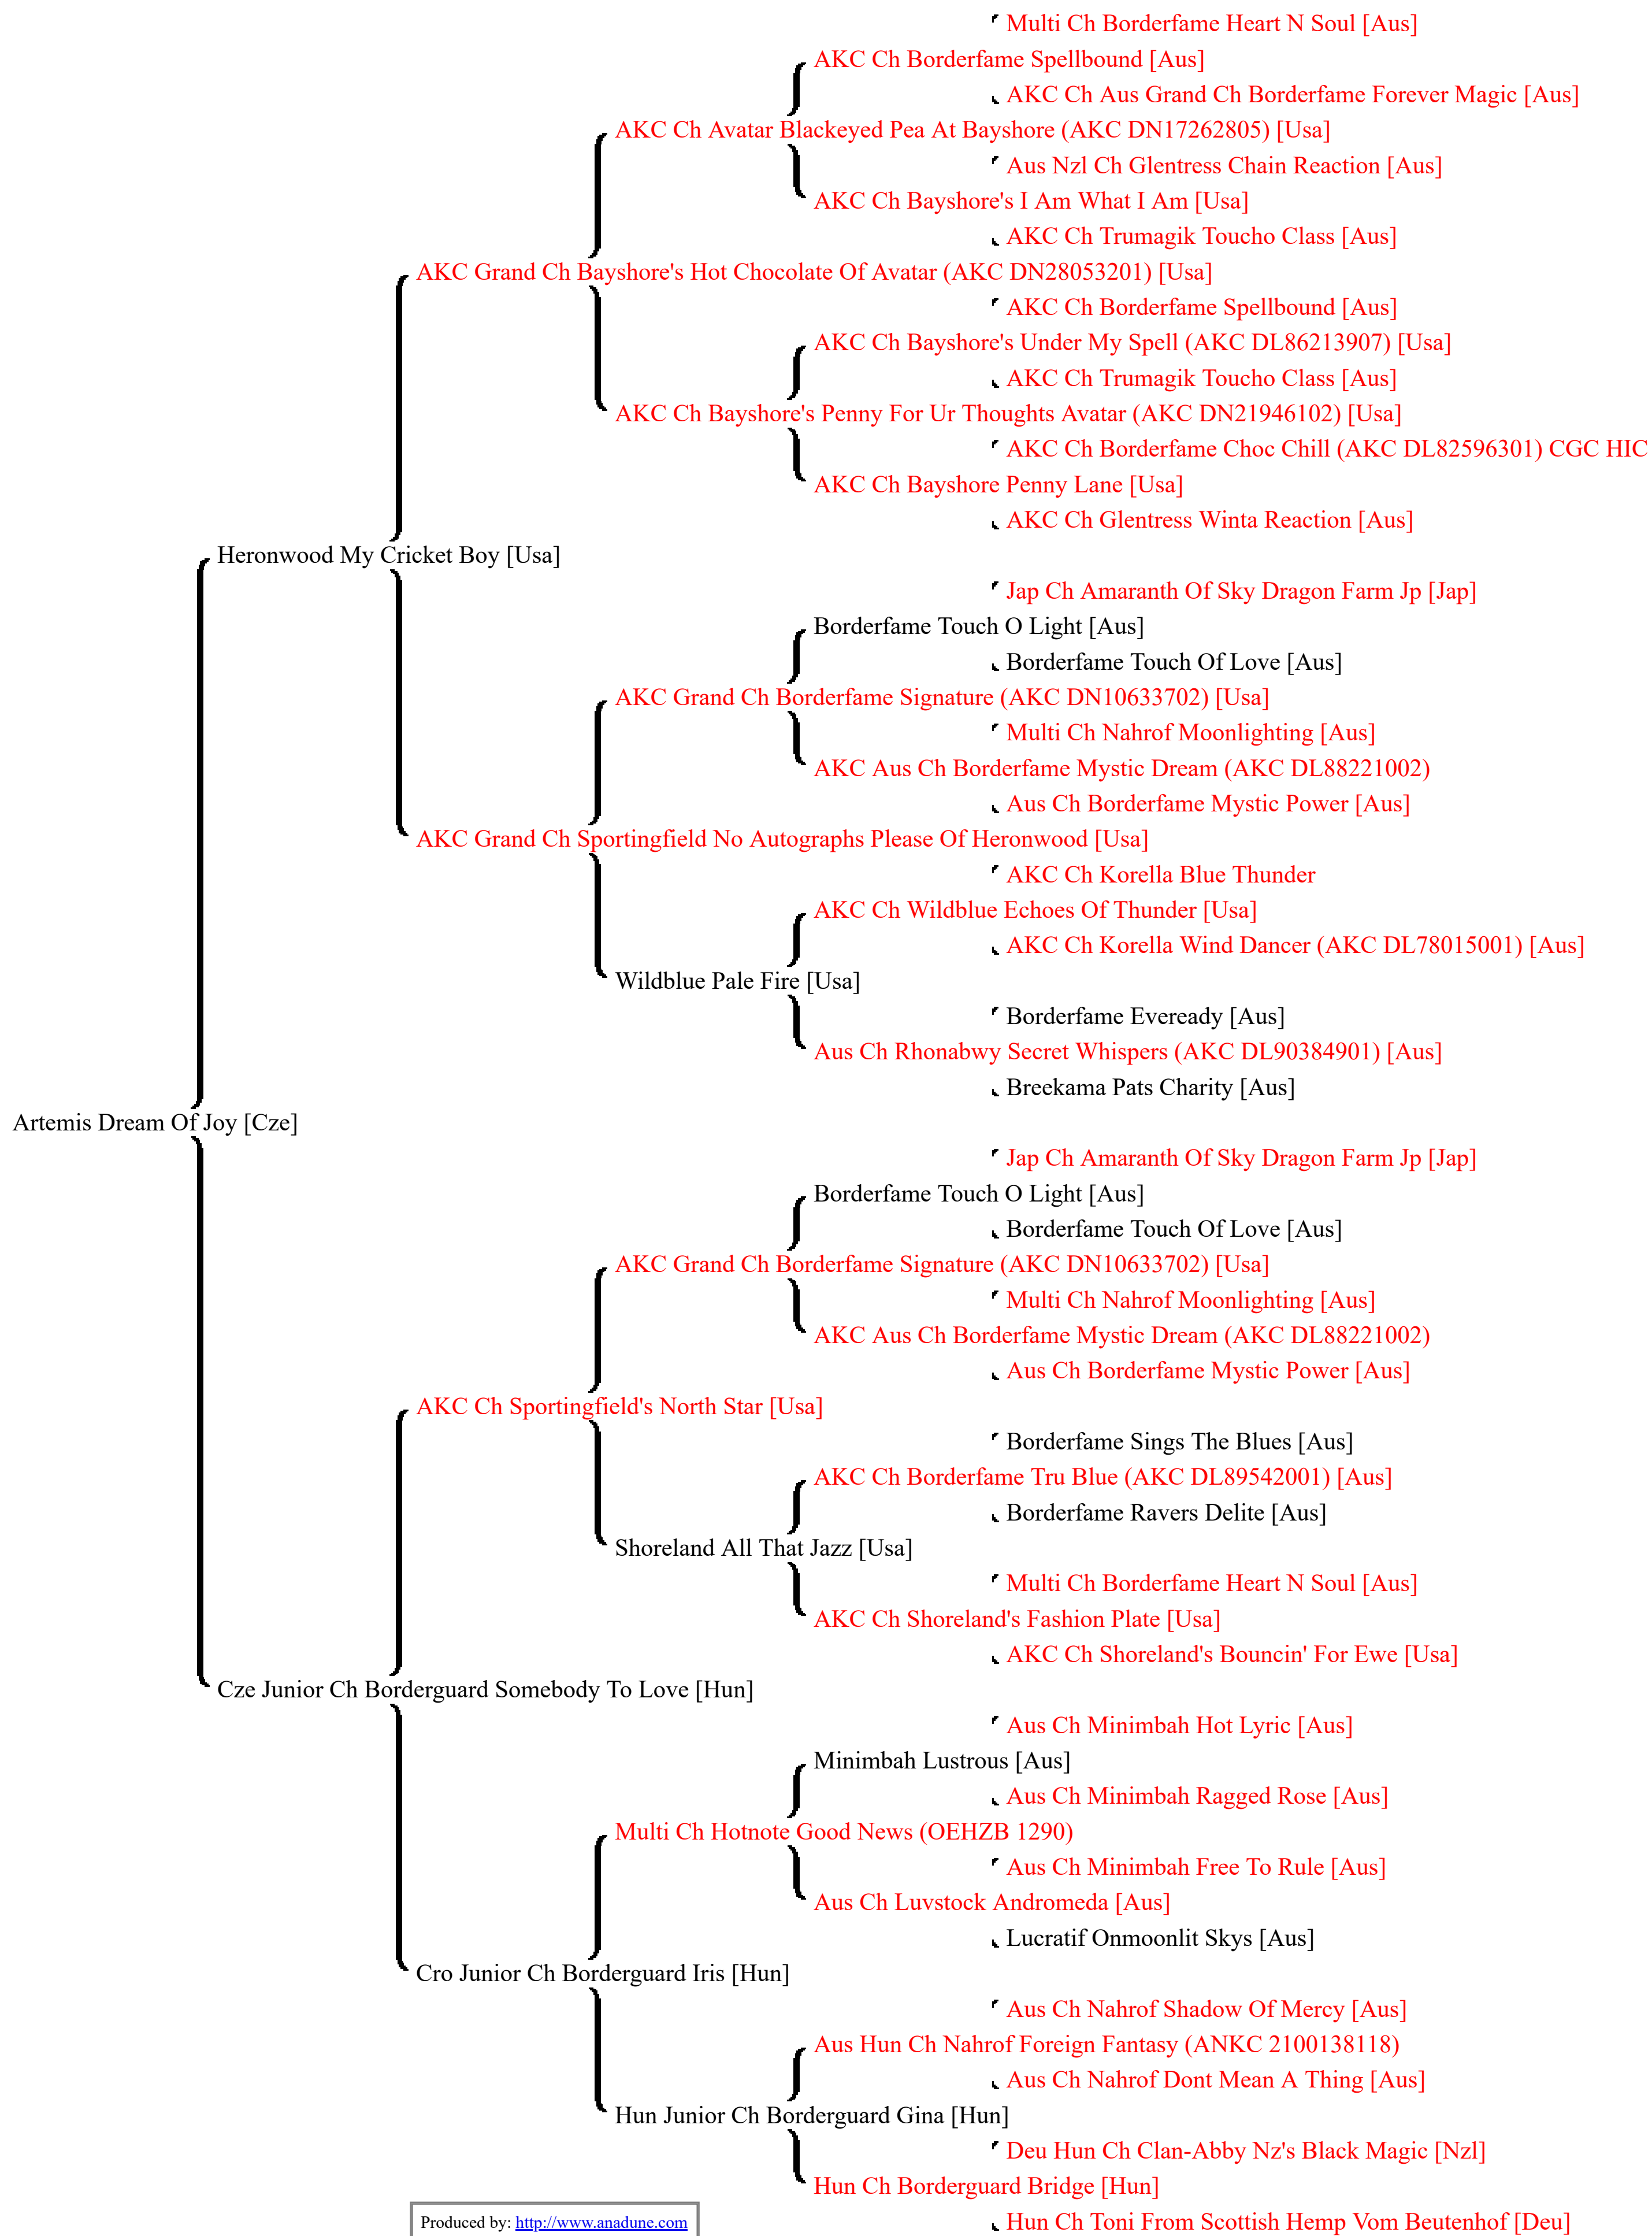 Multi Ch Borderfame Heart N Soul [Aus]
AKC Ch Borderfame Spellbound [Aus]
AKC Ch Aus Grand Ch Borderfame Forever Magic [Aus]
AKC Ch Avatar Blackeyed Pea At Bayshore (AKC DN17262805) [Usa]
Aus Nzl Ch Glentress Chain Reaction [Aus]
AKC Ch Bayshore's I Am What I Am [Usa]
AKC Ch Trumagik Toucho Class [Aus]
AKC Grand Ch Bayshore's Hot Chocolate Of Avatar (AKC DN28053201) [Usa]
AKC Ch Borderfame Spellbound [Aus]
AKC Ch Bayshore's Under My Spell (AKC DL86213907) [Usa]
AKC Ch Trumagik Toucho Class [Aus]
AKC Ch Bayshore's Penny For Ur Thoughts Avatar (AKC DN21946102) [Usa]
AKC Ch Borderfame Choc Chill (AKC DL82596301) CGC HIC
AKC Ch Bayshore Penny Lane [Usa]
AKC Ch Glentress Winta Reaction [Aus]
Heronwood My Cricket Boy [Usa]
Jap Ch Amaranth Of Sky Dragon Farm Jp [Jap]
Borderfame Touch O Light [Aus]
Borderfame Touch Of Love [Aus]
AKC Grand Ch Borderfame Signature (AKC DN10633702) [Usa]
Multi Ch Nahrof Moonlighting [Aus]
AKC Aus Ch Borderfame Mystic Dream (AKC DL88221002)
Aus Ch Borderfame Mystic Power [Aus]
AKC Grand Ch Sportingfield No Autographs Please Of Heronwood [Usa]
AKC Ch Korella Blue Thunder
AKC Ch Wildblue Echoes Of Thunder [Usa]
AKC Ch Korella Wind Dancer (AKC DL78015001) [Aus]
Wildblue Pale Fire [Usa]
Borderfame Eveready [Aus]
Aus Ch Rhonabwy Secret Whispers (AKC DL90384901) [Aus]
Breekama Pats Charity [Aus]
Artemis Dream Of Joy [Cze]
Jap Ch Amaranth Of Sky Dragon Farm Jp [Jap]
Borderfame Touch O Light [Aus]
Borderfame Touch Of Love [Aus]
AKC Grand Ch Borderfame Signature (AKC DN10633702) [Usa]
Multi Ch Nahrof Moonlighting [Aus]
AKC Aus Ch Borderfame Mystic Dream (AKC DL88221002)
Aus Ch Borderfame Mystic Power [Aus]
AKC Ch Sportingfield's North Star [Usa]
Borderfame Sings The Blues [Aus]
AKC Ch Borderfame Tru Blue (AKC DL89542001) [Aus]
Borderfame Ravers Delite [Aus]
Shoreland All That Jazz [Usa]
Multi Ch Borderfame Heart N Soul [Aus]
AKC Ch Shoreland's Fashion Plate [Usa]
AKC Ch Shoreland's Bouncin' For Ewe [Usa]
Cze Junior Ch Borderguard Somebody To Love [Hun]
Aus Ch Minimbah Hot Lyric [Aus]
Minimbah Lustrous [Aus]
Aus Ch Minimbah Ragged Rose [Aus]
Multi Ch Hotnote Good News (OEHZB 1290)
Aus Ch Minimbah Free To Rule [Aus]
Aus Ch Luvstock Andromeda [Aus]
Lucratif Onmoonlit Skys [Aus]
Cro Junior Ch Borderguard Iris [Hun]
Aus Ch Nahrof Shadow Of Mercy [Aus]
Aus Hun Ch Nahrof Foreign Fantasy (ANKC 2100138118)
Aus Ch Nahrof Dont Mean A Thing [Aus]
Hun Junior Ch Borderguard Gina [Hun]
Deu Hun Ch Clan-Abby Nz's Black Magic [Nzl]
Hun Ch Borderguard Bridge [Hun]
Hun Ch Toni From Scottish Hemp Vom Beutenhof [Deu]
Produced by: http://www.anadune.com